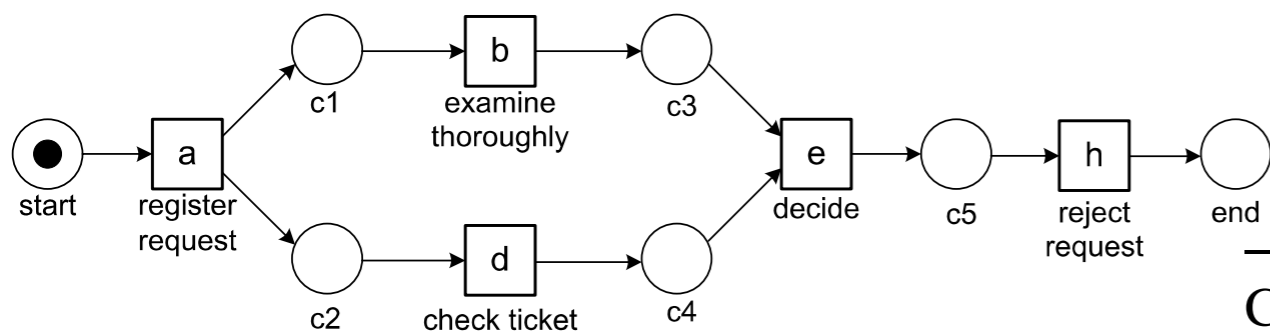 start
a
register
request
c1
c2
b
examine
thoroughly
d
check ticket
c3
c4
e
decide
c5
h
reject
request
end